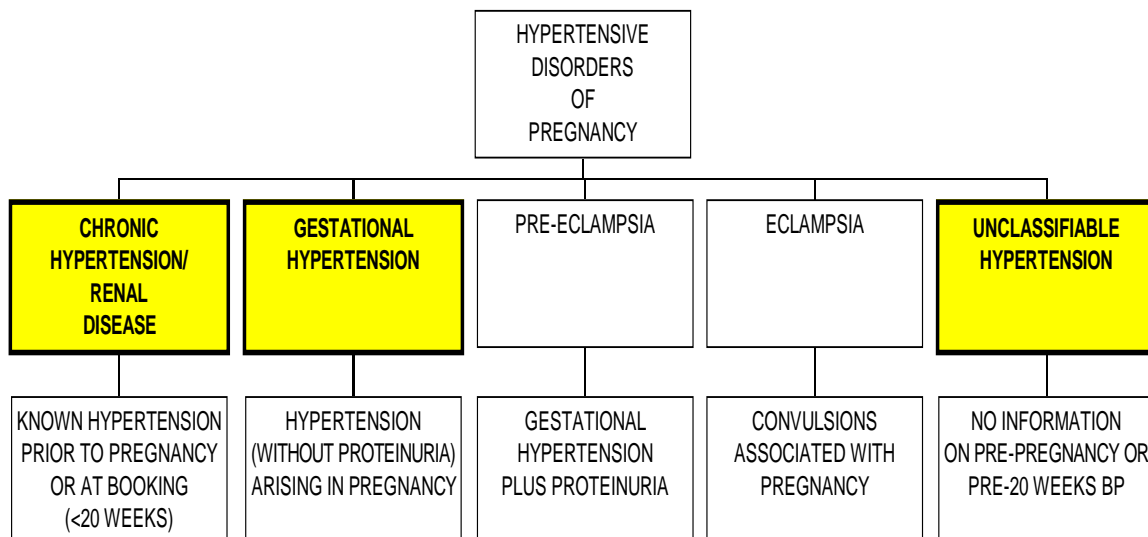 HYPERTENSIVE
DISORDERS
OF
PREGNANCY
CHRONIC
HYPERTENSION/
RENAL
DISEASE
GESTATIONAL
HYPERTENSION
PRE-ECLAMPSIA
ECLAMPSIA
UNCLASSIFIABLE
HYPERTENSION
KNOWN HYPERTENSION
PRIOR TO PREGNANCY
OR AT BOOKING
(<20 WEEKS)
HYPERTENSION
(WITHOUT PROTEINURIA)
ARISING IN PREGNANCY
GESTATIONAL
HYPERTENSION
PLUS PROTEINURIA
CONVULSIONS
ASSOCIATED WITH
PREGNANCY
NO INFORMATION
ON PRE-PREGNANCY OR
PRE-20 WEEKS BP